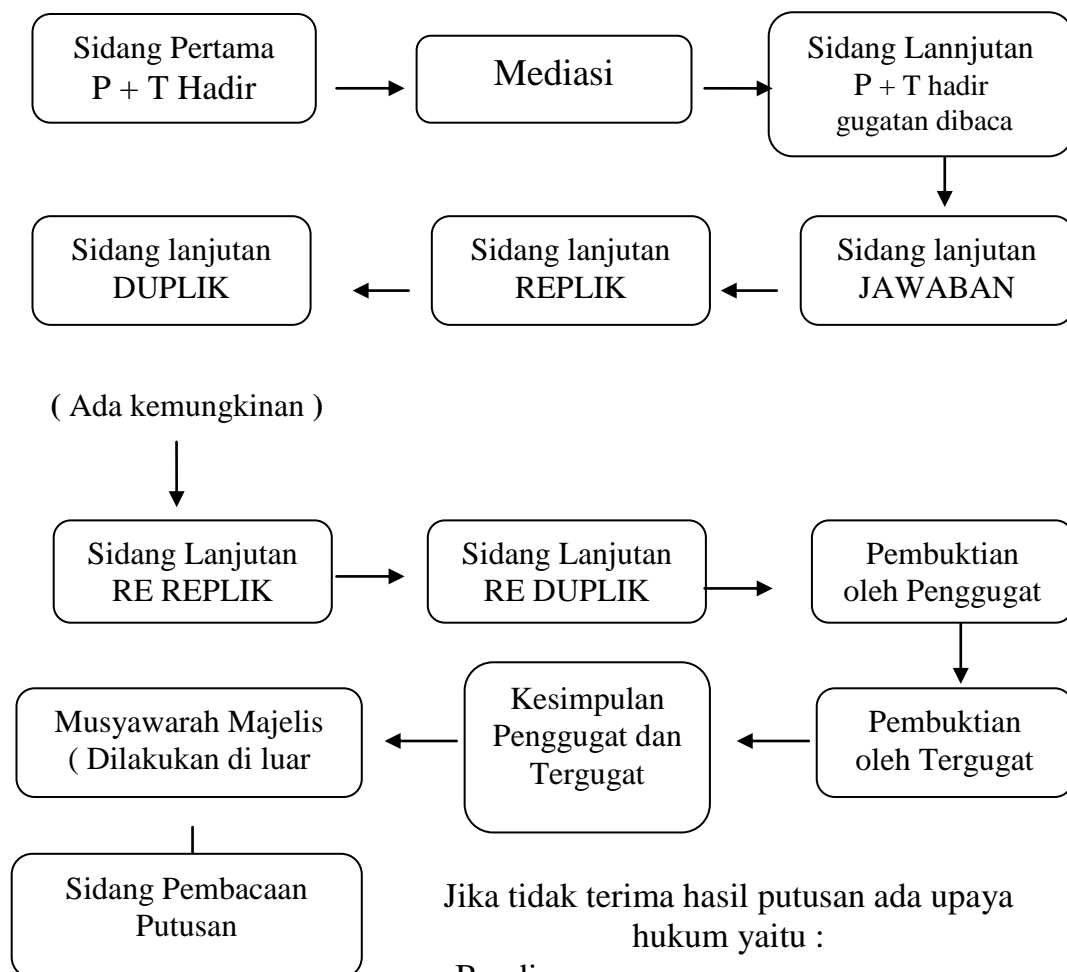 Sidang Pertama
P + T Hadir
Mediasi
Sidang Lannjutan
P + T hadir
gugatan dibaca
Sidang lanjutan
JAWABAN
Sidang lanjutan
REPLIK
Sidang lanjutan
DUPLIK
( Ada kemungkinan )
Sidang Lanjutan
RE REPLIK
Sidang Lanjutan
RE DUPLIK
Pembuktian
oleh Penggugat
Pembuktian
oleh Tergugat
Kesimpulan
Penggugat dan
Tergugat
Musyawarah Majelis
( Dilakukan di luar
Sidang Pembacaan
Putusan
Jika tidak terima hasil putusan ada upaya
hukum yaitu :